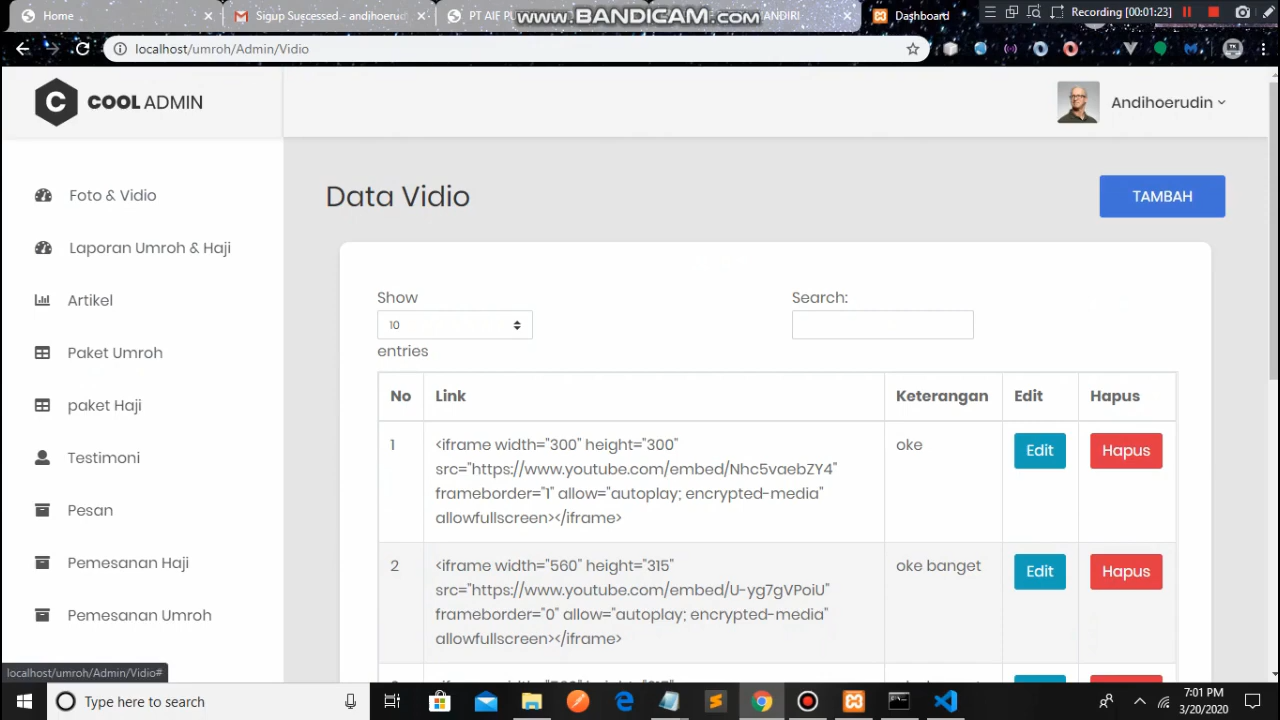 Home
Sigup Successed. - andihoerud
PT AIF PU
www.BANDICAM.com
ANDIRI
Dashboard
Recording [00:01:23]
localhost/umroh/Admin/Vidio
C COOL ADMIN
Andihoerudin
Foto & Vidio
Laporan Umroh & Haji
Artikel
Paket Umroh
paket Haji
Testimoni
Pesan
Pemesanan Haji
Pemesanan Umroh
Data Vidio
TAMBAH
Show
10
entries
Search:
No Link Keterangan Edit Hapus
1 <iframe width="300" height="300"
src="https://www.youtube.com/embed/Nhc5vaebZY4"
frameborder="1" allow="autoplay; encrypted-media"
allowfullscreen></iframe>
oke
Edit
Hapus
2 <iframe width="560" height="315"
src="https://www.youtube.com/embed/U-yg7gVPoiU"
frameborder="0" allow="autoplay; encrypted-media"
allowfullscreen></iframe>
oke banget
Edit
Hapus
localhost/umroh/Admin/Vidio#
Type here to search
7:01 PM
3/20/2020